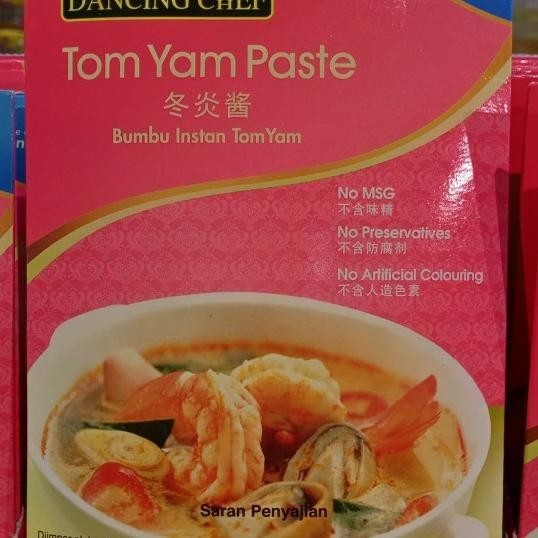 DANCING CHEF
Tom Yam Paste
冬炎酱
Bumbu Instan TomYam
No MSG
不含味精
No Preservatives
不含防腐剂
No Artificial Colouring
不含人造色素
Saran Penyajian